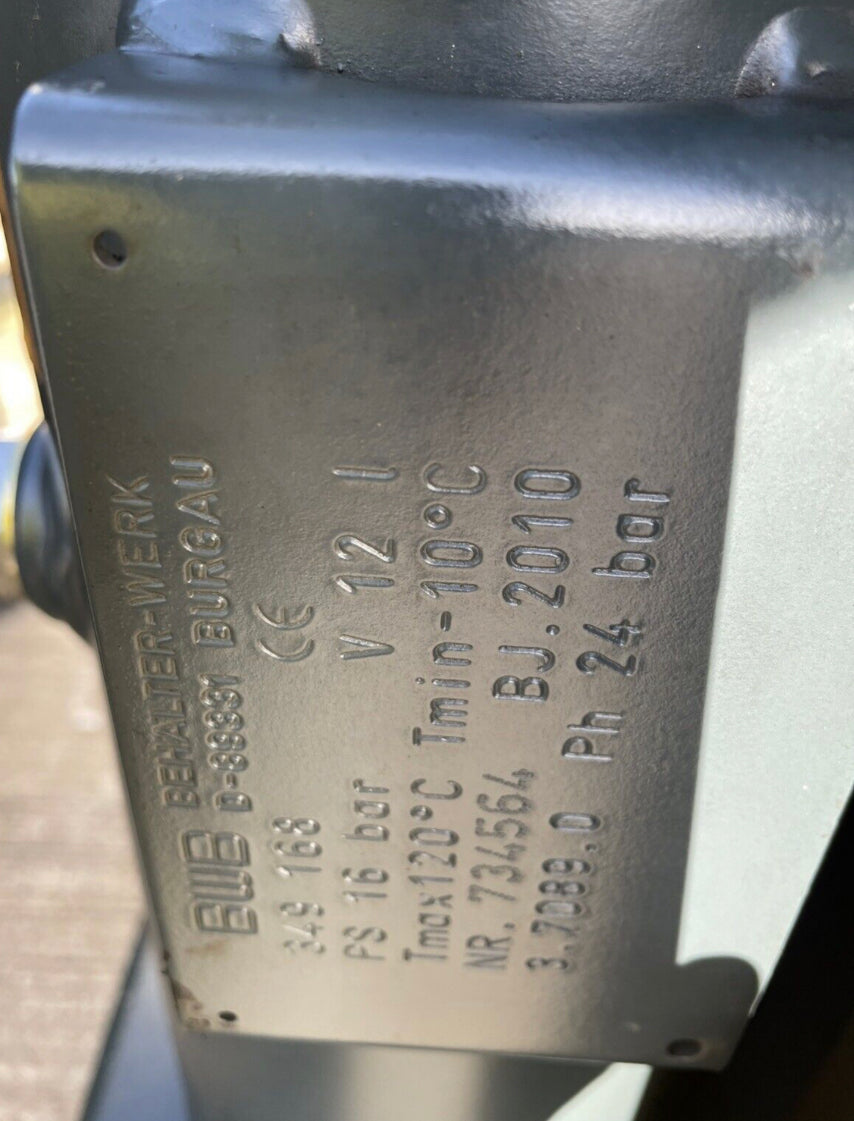 BWB BEHÄLTER-WERK
D-89331 BURGAU
349 168 CE
PS 16 bar V 12 l
Tmax120°C Tmin-10°C
NR. 734564 BJ.2010
3.7089.0 Ph 24 bar